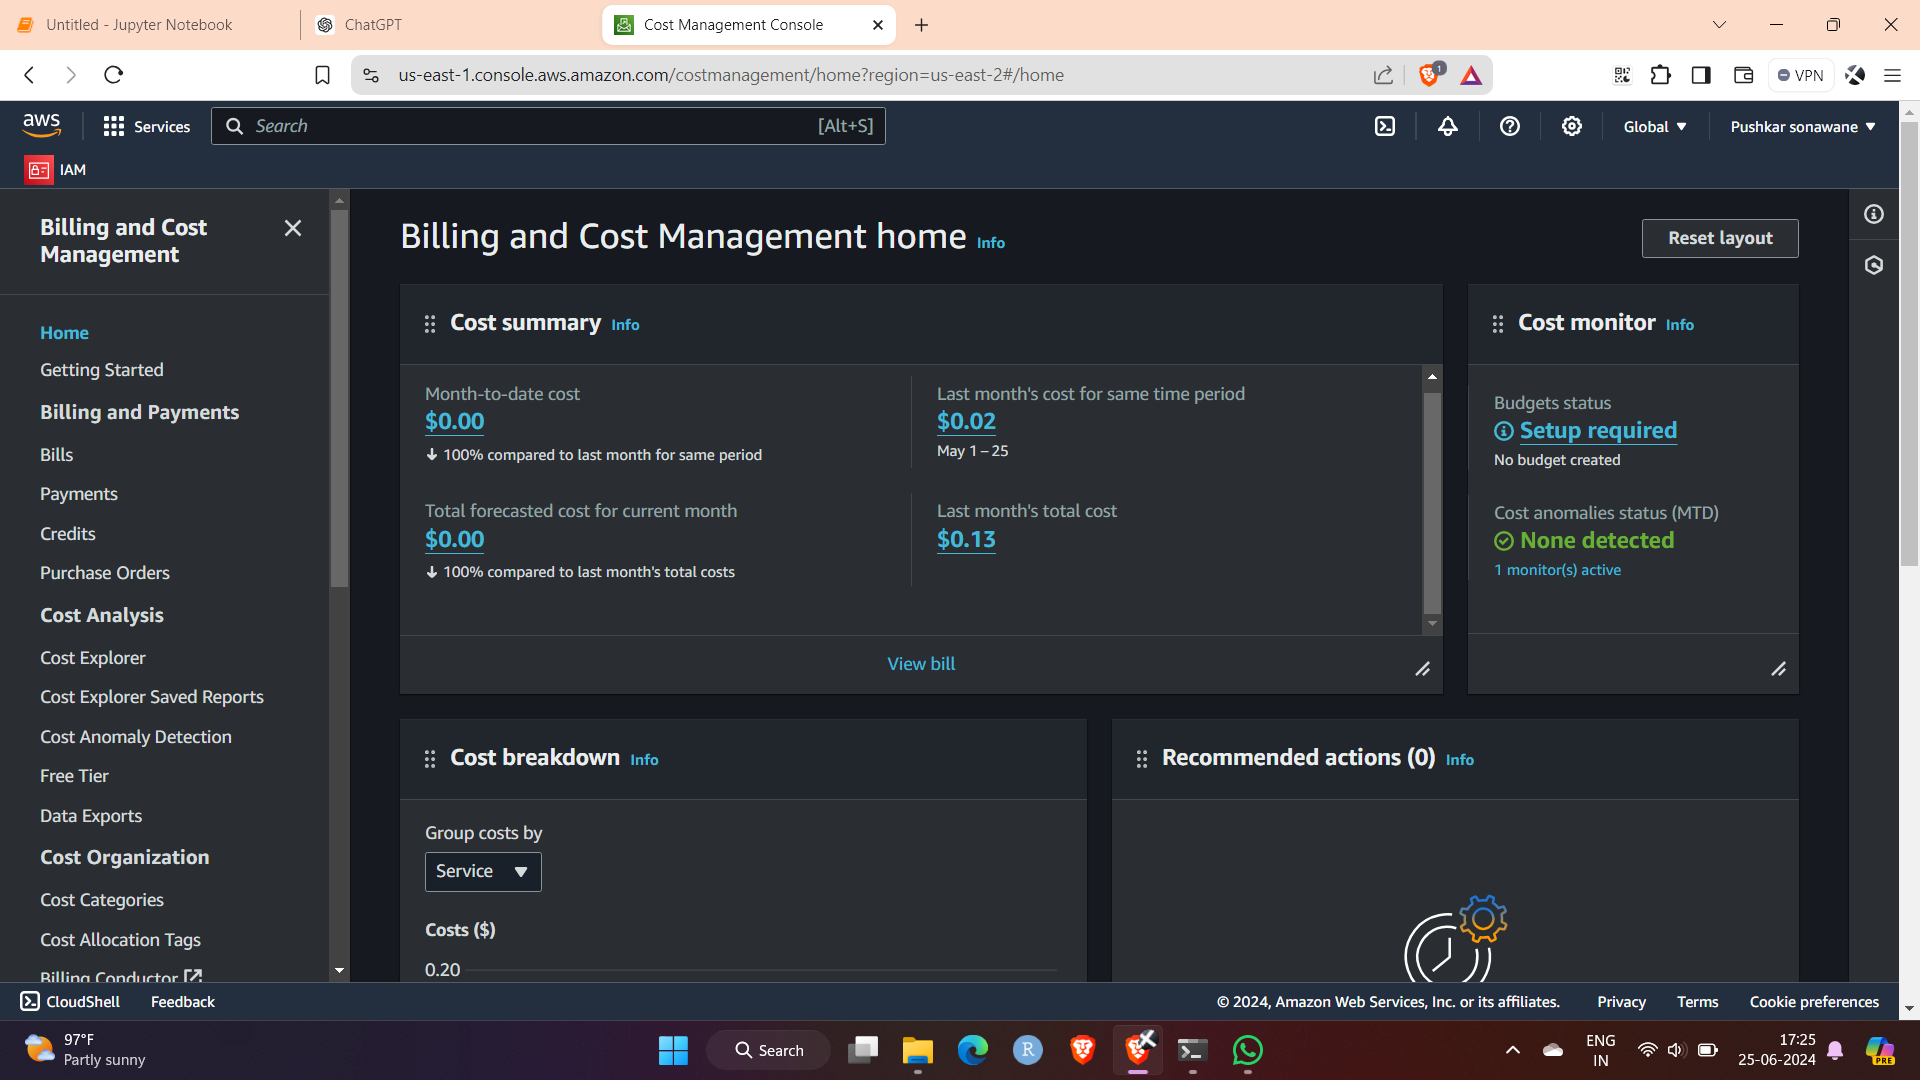 Untitled - Jupyter Notebook
ChatGPT
Cost Management Console
us-east-1.console.aws.amazon.com/costmanagement/home?region=us-east-2#/home
1
VPN
aws
Services
Search
[Alt+S]
Global
Pushkar sonawane
IAM
Billing and Cost
Management
Home
Getting Started
Billing and Payments
Bills
Payments
Credits
Purchase Orders
Cost Analysis
Cost Explorer
Cost Explorer Saved Reports
Cost Anomaly Detection
Free Tier
Data Exports
Cost Organization
Cost Categories
Cost Allocation Tags
Billing Conductor
Billing and Cost Management home Info
Reset layout
Cost summary Info
Month-to-date cost
$0.00
100% compared to last month for same period
Last month's cost for same time period
$0.02
May 1 – 25
Total forecasted cost for current month
$0.00
100% compared to last month's total costs
Last month's total cost
$0.13
View bill
Cost monitor Info
Budgets status
Setup required
No budget created
Cost anomalies status (MTD)
None detected
1 monitor(s) active
Cost breakdown Info
Group costs by
Service
Costs ($)
0.20
Recommended actions (0) Info
CloudShell
Feedback
© 2024, Amazon Web Services, Inc. or its affiliates.
Privacy
Terms
Cookie preferences
97°F
Partly sunny
Search
R
ENG
IN
17:25
25-06-2024
PRE